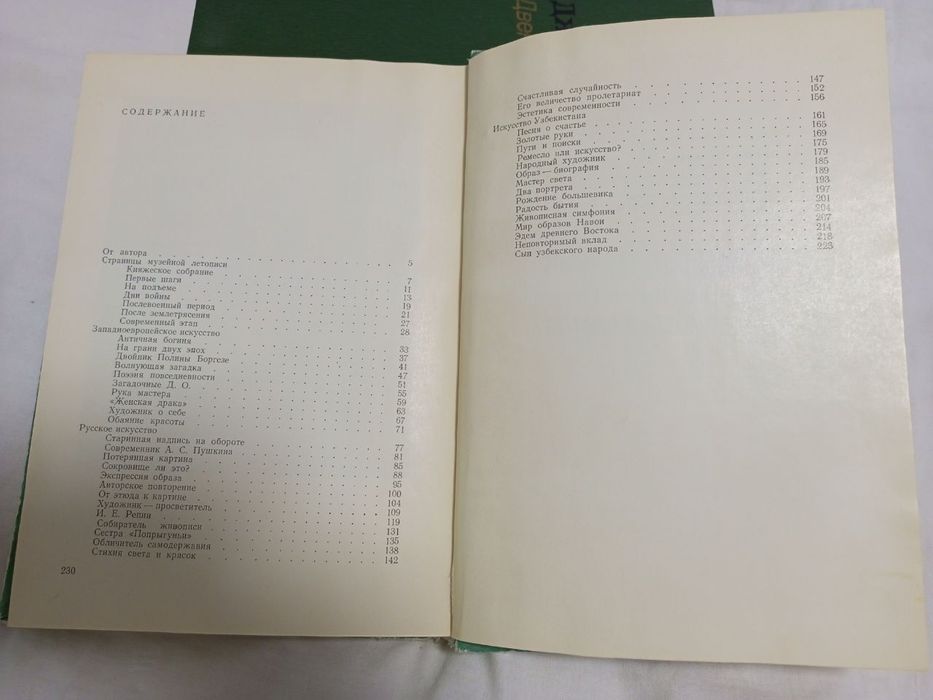 СОДЕРЖАНИЕ
От автора 5
Страницы музейной летописи
Княжеское собрание 7
Первые шаги 11
На подъеме 13
Дни войны 19
Послевоенный период 21
После землетрясения 27
Современный этап 28
Западноевропейское искусство
Античная богиня 33
На грани двух эпох 37
Двойник Полины Боргезе 41
Волнующая загадка 47
Поэзия повседневности 51
Загадочные Д. О. 55
Рука мастера 59
«Женская драка» 63
Художник о себе 67
Обаяние красоты 71
Русское искусство
Старинная надпись на обороте 77
Современник А. С. Пушкина 81
Потерянная картина 85
Сокровище ли это? 88
Экспрессия образа 95
Авторское повторение 100
От этюда к картине 104
Художник — просветитель 109
И. Е. Репин 119
Собиратель живописи 131
Сестра «Попрыгуньи» 135
Обличитель самодержавия 138
Стихия света и красок 142
230
Счастливая случайность 147
Его величество пролетариат 152
Эстетика современности 156
Искусство Узбекистана
Песня о счастье 161
Золотые руки 165
Пути и поиски 169
Ремесло или искусство? 175
Народный художник 179
Образ — биография 185
Мастер света 189
Два портрета 193
Рождение большевика 197
Радость бытия 201
Живописная симфония 204
Мир образов Навои 207
Эдем древнего Востока 214
Неповторимый вклад 218
Сын узбекского народа 223